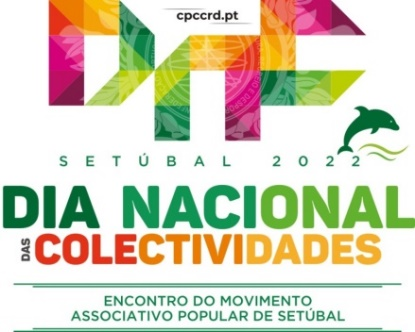 cpccrd.pt
DNC
SETÚBAL 2022
DIA NACIONAL
DAS COLECTIVIDADES
ENCONTRO DO MOVIMENTO
ASSOCIATIVO POPULAR DE SETÚBAL